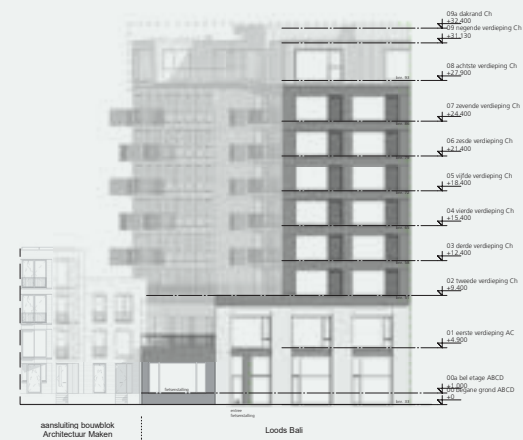 09a dakrand Ch
+32.400
09 negende verdieping Ch
+31.130
08 achtste verdieping Ch
+27.900
07 zevende verdieping Ch
+24.400
06 zesde verdieping Ch
+21.400
05 vijfde verdieping Ch
+18.400
04 vierde verdieping Ch
+15.400
03 derde verdieping Ch
+12.400
02 tweede verdieping Ch
+9.400
01 eerste verdieping AC
+4.900
00a bel etage ABCD
+1.000
00 begane grond ABCD
+0
fietsenstalling
entree
fietsenstalling
aansluiting bouwblok
Architectuur Maken
Loods Bali